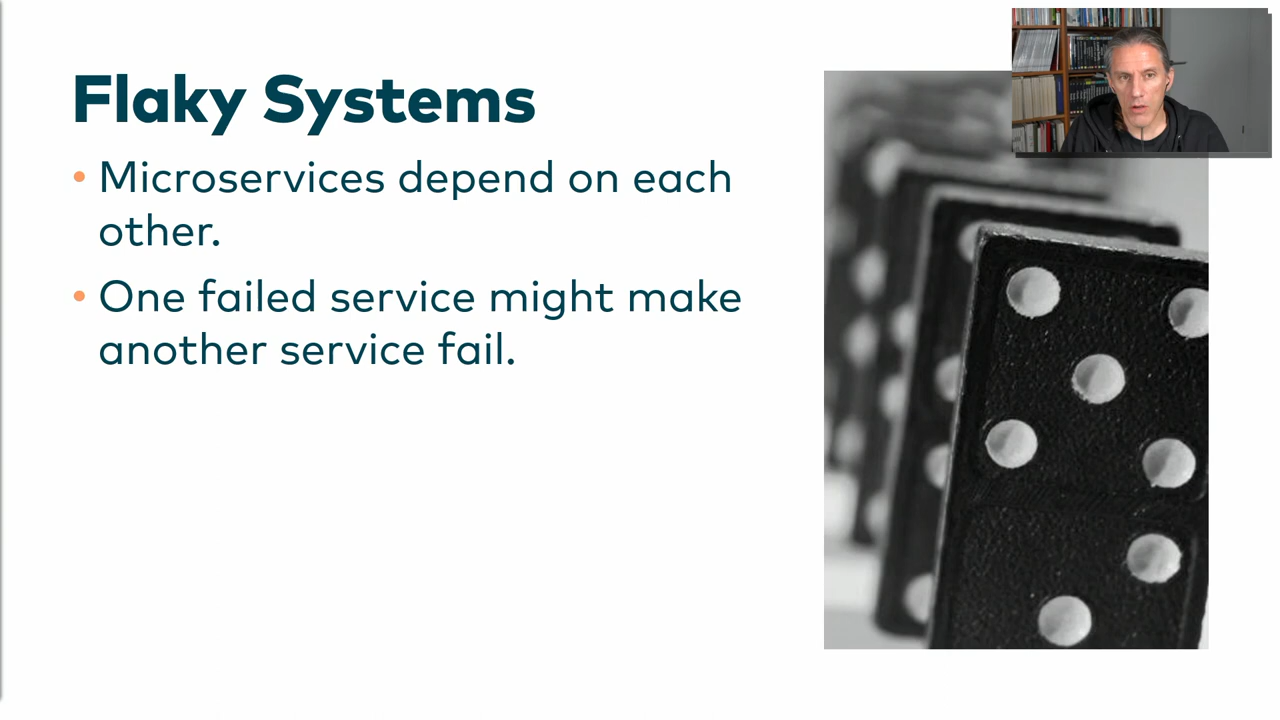 Flaky Systems
• Microservices depend on each
other.
• One failed service might make
another service fail.